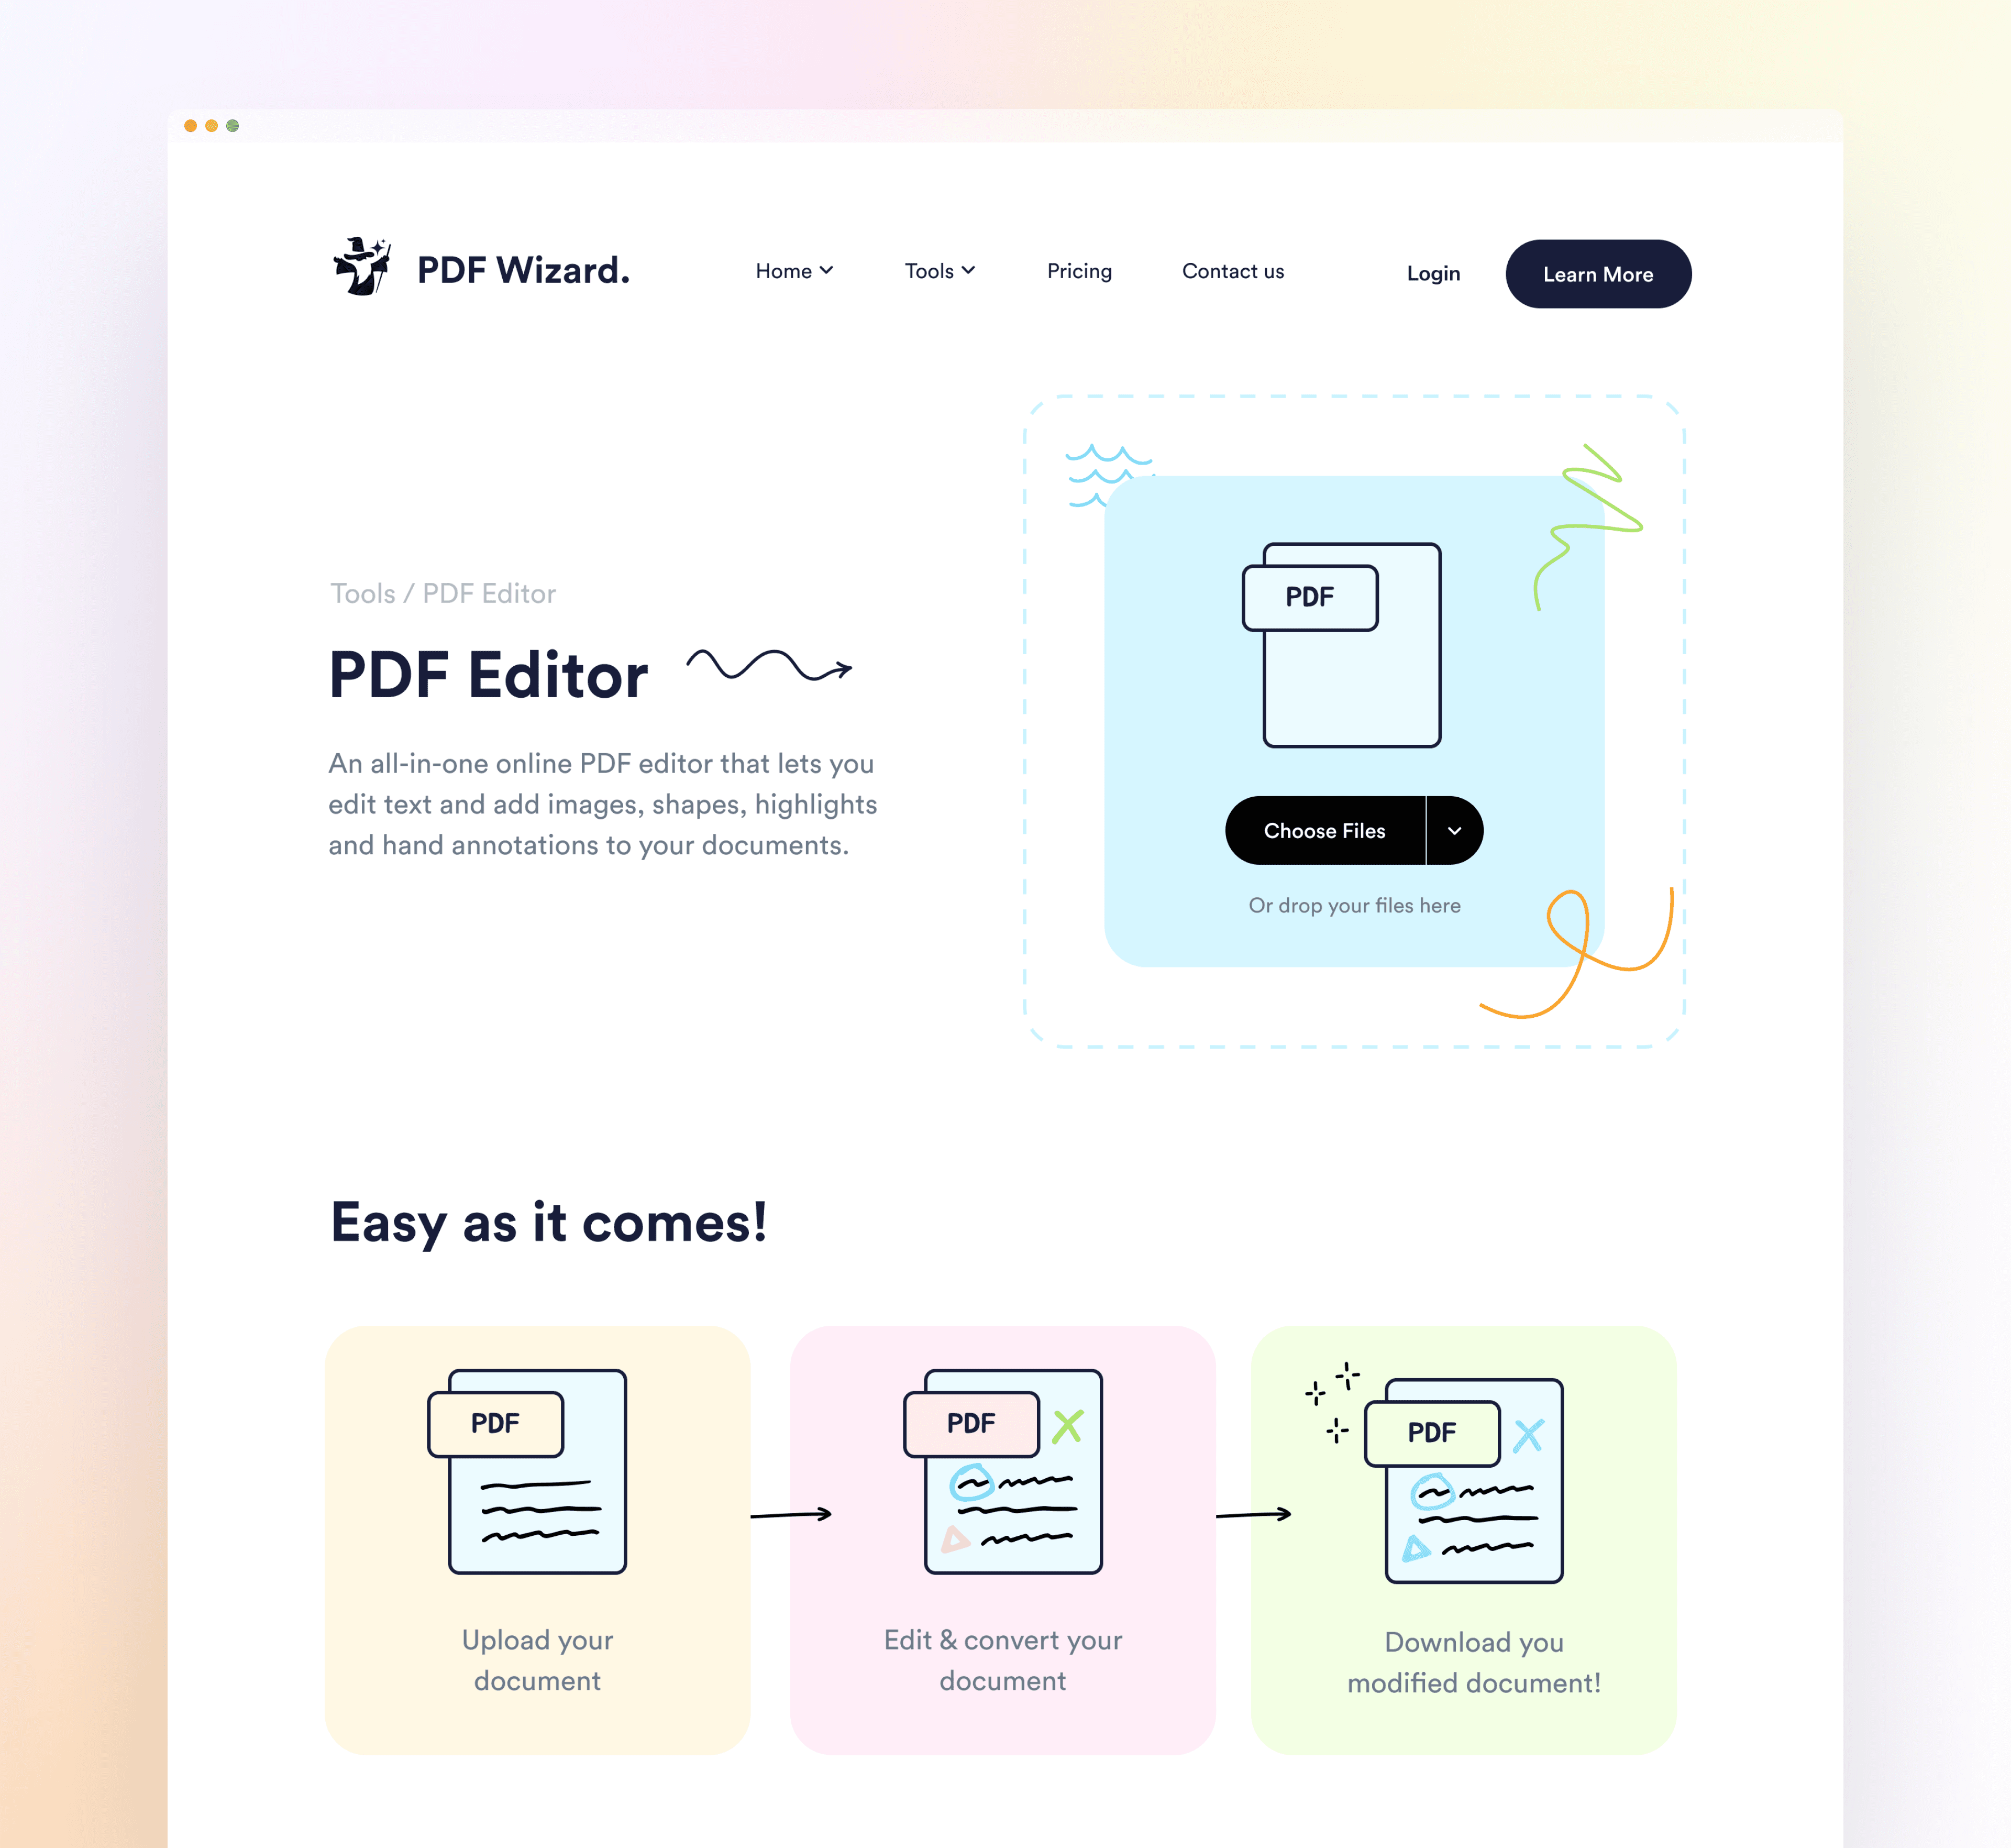 PDF Wizard.
Home
Tools
Pricing
Contact us
Login
Learn More
Tools / PDF Editor
PDF Editor
An all-in-one online PDF editor that lets you
edit text and add images, shapes, highlights
and hand annotations to your documents.
PDF
Choose Files
Or drop your files here
Easy as it comes!
PDF
Upload your
document
PDF
Edit & convert your
document
PDF
Download you
modified document!